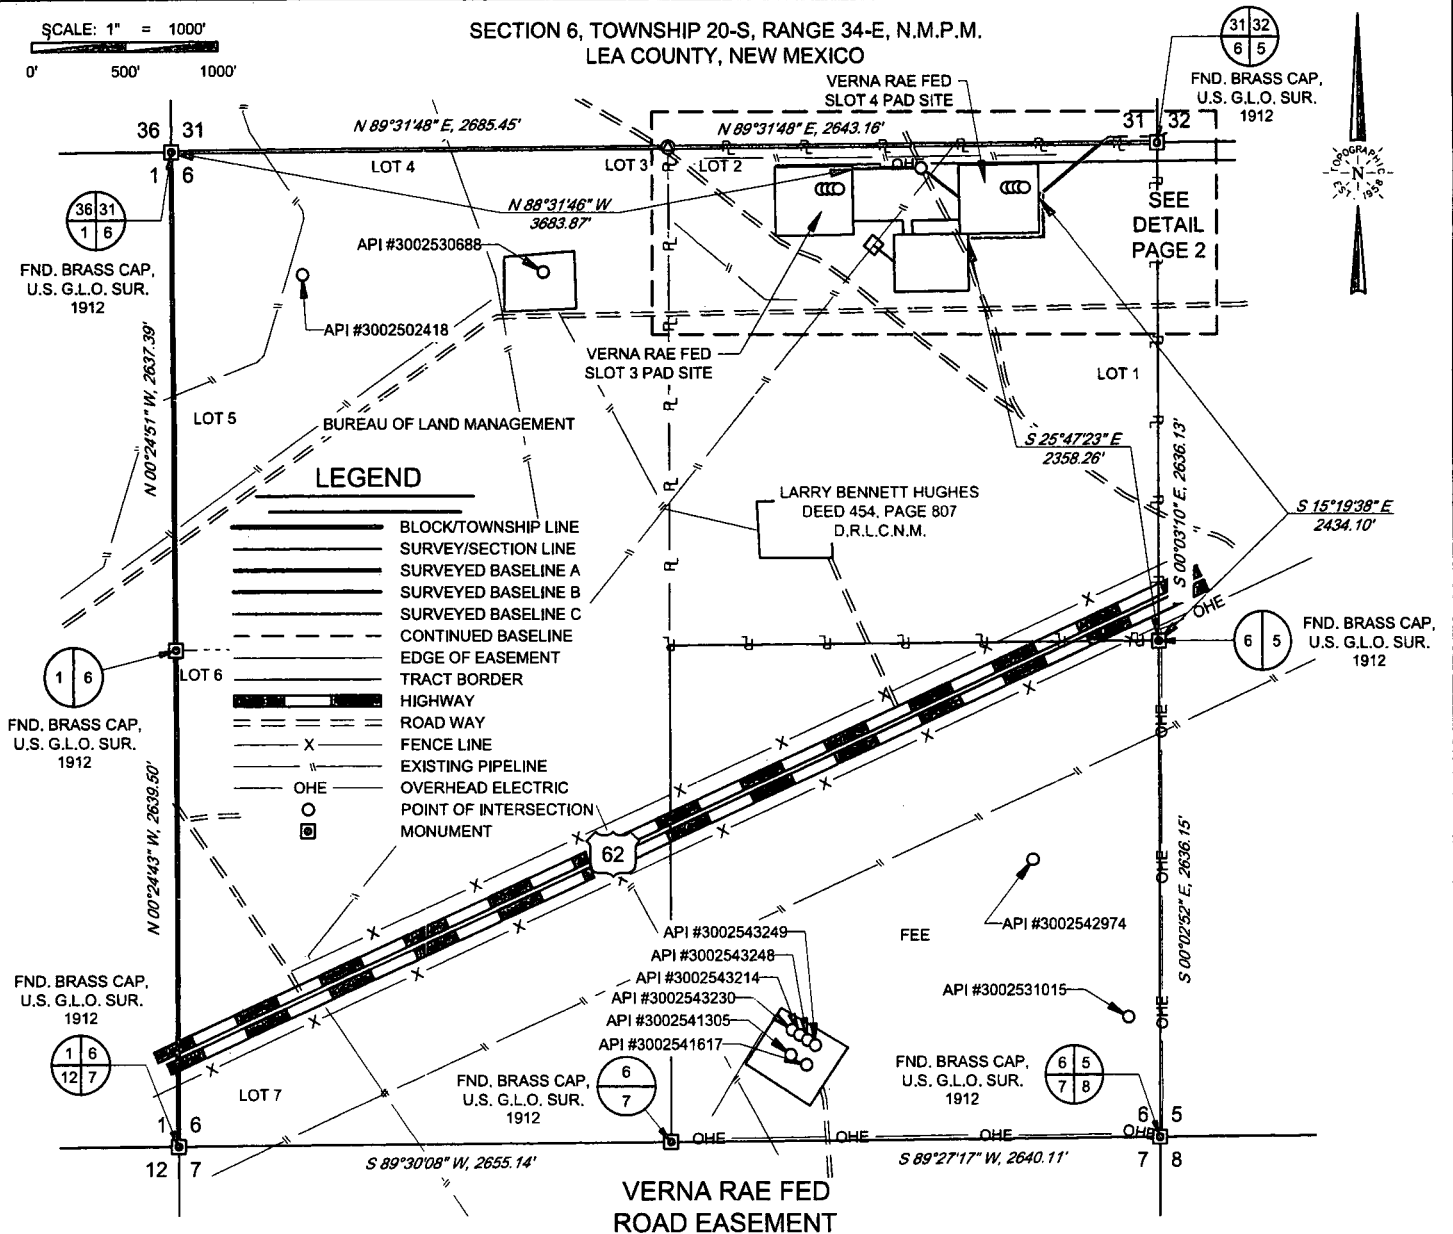 SCALE: 1" = 1000'
0' 500' 1000'
SECTION 6, TOWNSHIP 20-S, RANGE 34-E, N.M.P.M.
LEA COUNTY, NEW MEXICO
31 32
6 5
FND. BRASS CAP,
U.S. G.L.O. SUR.
1912
TOPOGRAPHIC
N
EST. 1958
VERNA RAE FED
SLOT 4 PAD SITE
36 31
1 6
N 89°31'48" E, 2685.45'
N 89°31'48" E, 2643.16'
31 32
LOT 4
LOT 3
LOT 2
OHE
36 31
1 6
FND. BRASS CAP,
U.S. G.L.O. SUR.
1912
N 88°31'46" W
3683.87'
SEE
DETAIL
PAGE 2
API #3002530688
API #3002502418
VERNA RAE FED
SLOT 3 PAD SITE
LOT 1
N 00°24'51" W, 2637.39'
LOT 5
BUREAU OF LAND MANAGEMENT
S 25°47'23" E
2358.26'
S 00°03'10" E, 2636.13'
S 15°19'38" E
2434.10'
LARRY BENNETT HUGHES
DEED 454, PAGE 807
D.R.L.C.N.M.
LEGEND
BLOCK/TOWNSHIP LINE
SURVEY/SECTION LINE
SURVEYED BASELINE A
SURVEYED BASELINE B
SURVEYED BASELINE C
CONTINUED BASELINE
EDGE OF EASEMENT
TRACT BORDER
HIGHWAY
ROAD WAY
X FENCE LINE
EXISTING PIPELINE
OHE OVERHEAD ELECTRIC
POINT OF INTERSECTION
MONUMENT
OHE
6 5
FND. BRASS CAP,
U.S. G.L.O. SUR.
1912
1 6
LOT 6
FND. BRASS CAP,
U.S. G.L.O. SUR.
1912
OHE
N 00°24'43" W, 2639.50'
62
OHE
S 00°02'52" E, 2636.15'
API #3002542974
FEE
API #3002543249
API #3002543248
API #3002543214
API #3002543230
API #3002541305
API #3002541617
API #3002531015
OHE
FND. BRASS CAP,
U.S. G.L.O. SUR.
1912
1 6
12 7
LOT 7
FND. BRASS CAP,
U.S. G.L.O. SUR.
1912
6
7
FND. BRASS CAP,
U.S. G.L.O. SUR.
1912
6 5
7 8
1 6
12 7
6 5
7 8
OHE OHE OHE OHE
S 89°30'08" W, 2655.14'
S 89°27'17" W, 2640.11'
VERNA RAE FED
ROAD EASEMENT